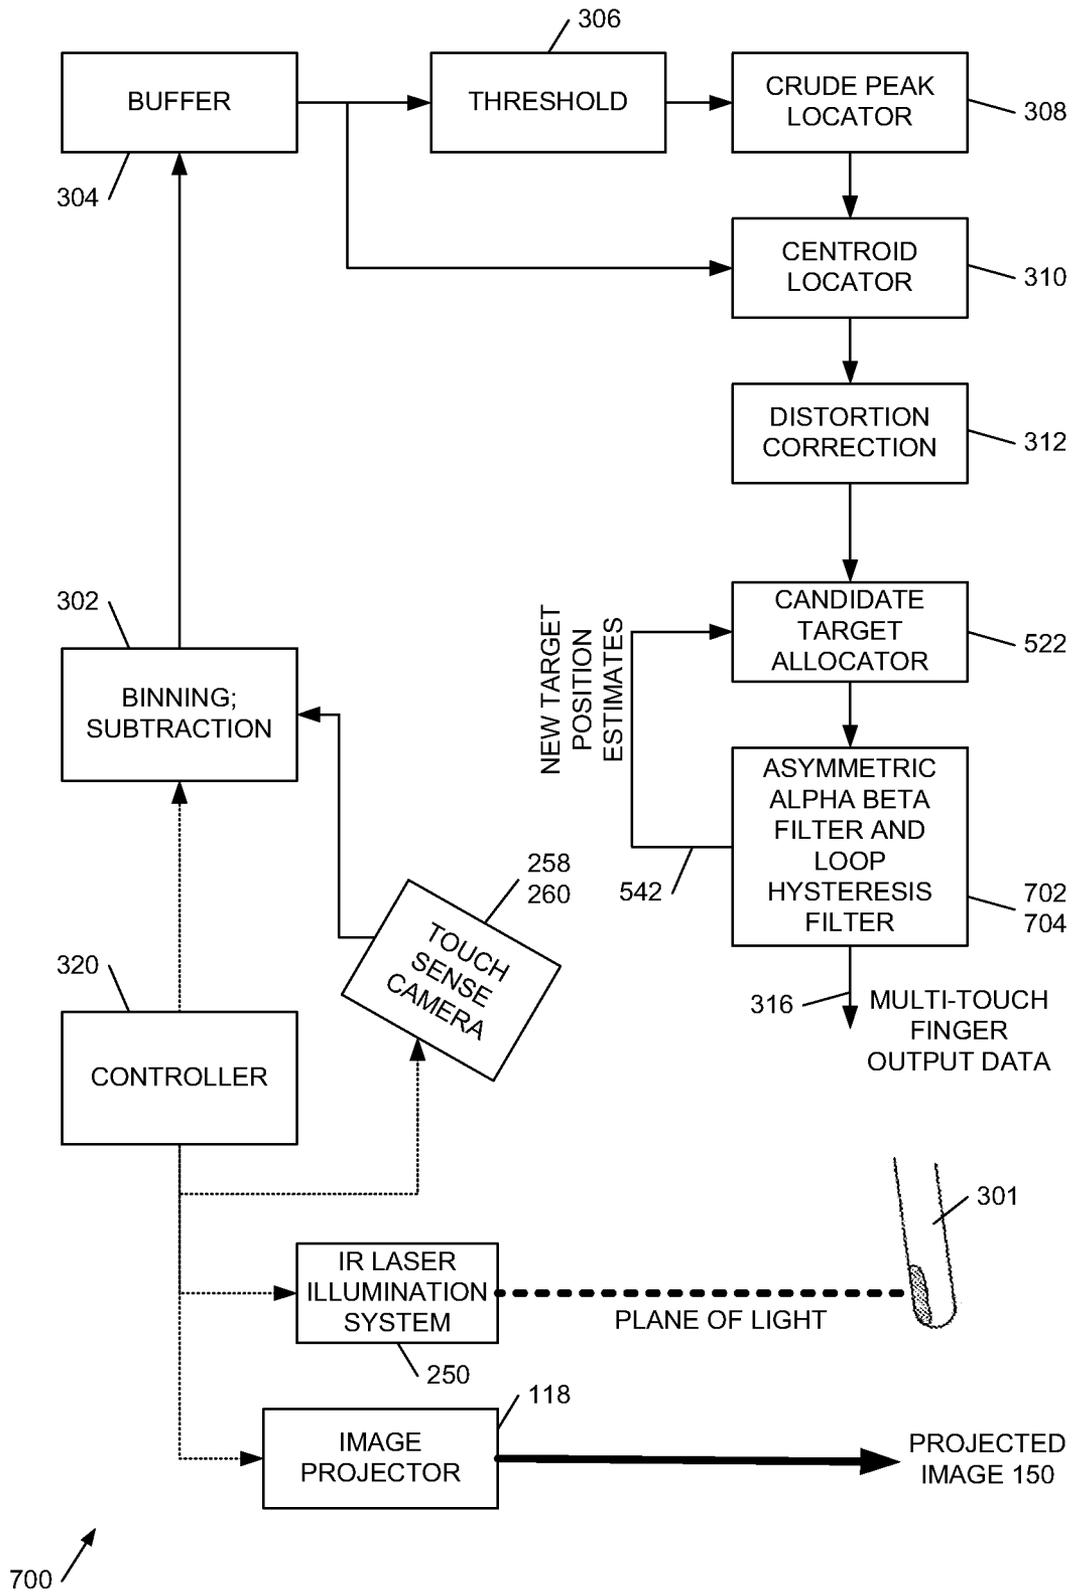 306
BUFFER
THRESHOLD
CRUDE PEAK
LOCATOR
308
304
CENTROID
LOCATOR
310
DISTORTION
CORRECTION
312
302
BINNING;
SUBTRACTION
NEW TARGET
POSITION
ESTIMATES
CANDIDATE
TARGET
ALLOCATOR
522
ASYMMETRIC
ALPHA BETA
FILTER AND
LOOP
HYSTERESIS
FILTER
702
704
542
258
260
TOUCH
SENSE
CAMERA
320
CONTROLLER
316
MULTI-TOUCH
FINGER
OUTPUT DATA
301
IR LASER
ILLUMINATION
SYSTEM
PLANE OF LIGHT
250
118
IMAGE
PROJECTOR
PROJECTED
IMAGE 150
700